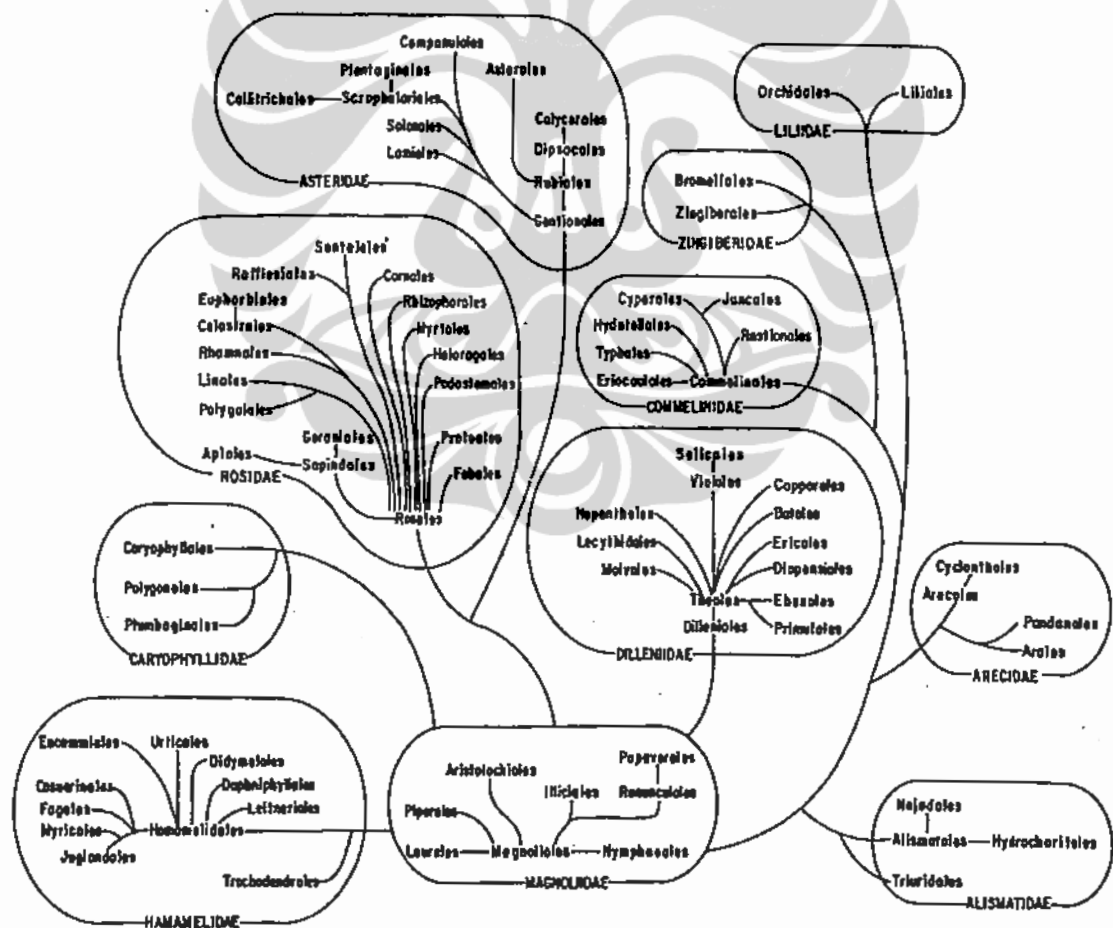 Campanulales
Plantaginales
Asterales
Callitrichales
Scrophulariales
Solanales
Lamiales
Calycerales
Dipsacales
Rubiales
Gentianales
ASTERIDAE
Orchidales
Liliales
LILIIDAE
Bromeliales
Zingiberales
ZINGIBERIDAE
Santalales
Rafflesiales
Cornales
Euphorbiales
Rhizophorales
Celastrales
Myrtales
Rhamnales
Haloragales
Linales
Podostemales
Polygalales
Geraniales
Proteales
Apiales
Sapindales
Fabales
ROSIDAE
Rosales
Cyperales
Juncales
Hydatellales
Restionales
Typhales
Eriocaulales
Commelinales
COMMELINIDAE
Salicales
Violales
Capparales
Nepenthales
Batales
Lecythidales
Ericales
Malvales
Diapensiales
Theales
Ebenales
Dilleniales
Primulales
DILLENIIDAE
Caryophyllales
Polygonales
Plumbaginales
CARYOPHYLLIDAE
Cyclanthales
Arecales
Pandanales
Arales
ARECIDAE
Eucommiales
Urticales
Didymelales
Casuarinales
Daphniphyllales
Fagales
Leitneriales
Myricales
Hamamelidales
Juglandales
Trochodendrales
HAMAMELIDAE
Papaverales
Aristolochiales
Illiciales
Ranunculales
Piperales
Laurales
Magnoliales
Nymphaeales
MAGNOLIIDAE
Najadales
Alismatales
Hydrocharitales
Triuridales
ALISMATIDAE